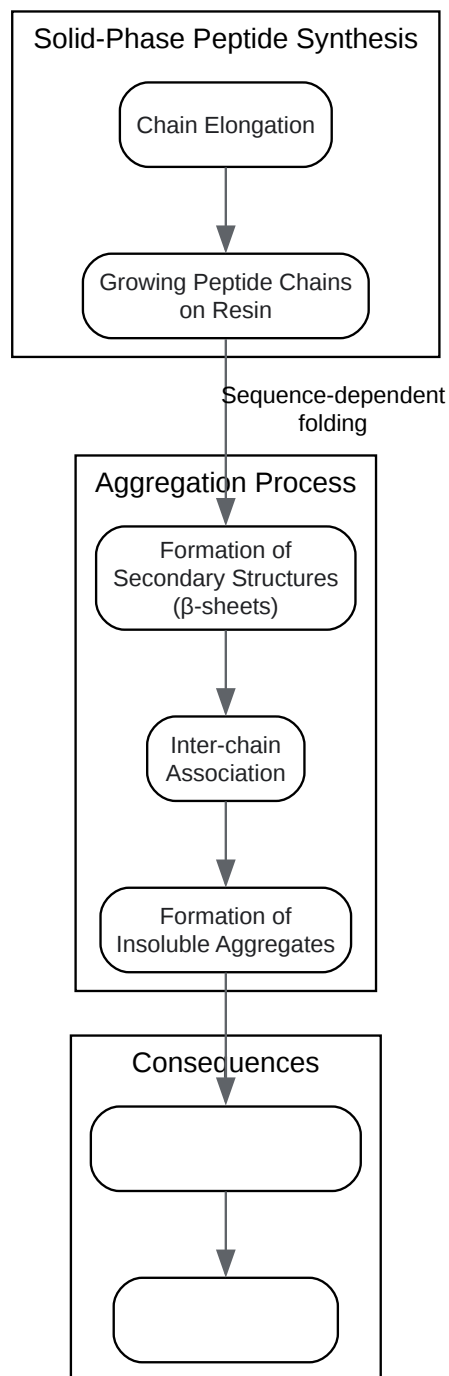 Solid-Phase Peptide Synthesis
Chain Elongation
Growing Peptide Chains
on Resin
Sequence-dependent
folding
Aggregation Process
Formation of
Secondary Structures
(β-sheets)
Inter-chain
Association
Formation of
Insoluble Aggregates
Consequences